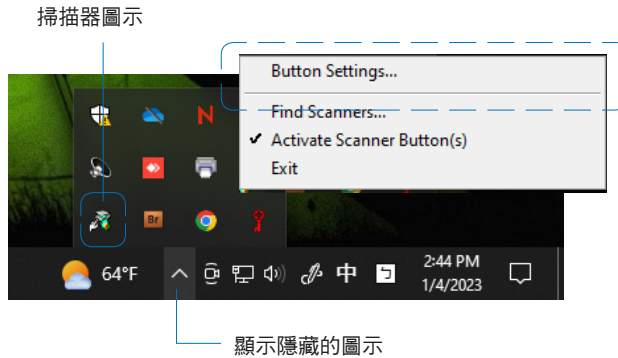 掃描器圖示
Button Settings...
Find Scanners...
✔ Activate Scanner Button(s)
Exit
N
Br
64°F
中
ㄅ
2:44 PM
1/4/2023
顯示隱藏的圖示